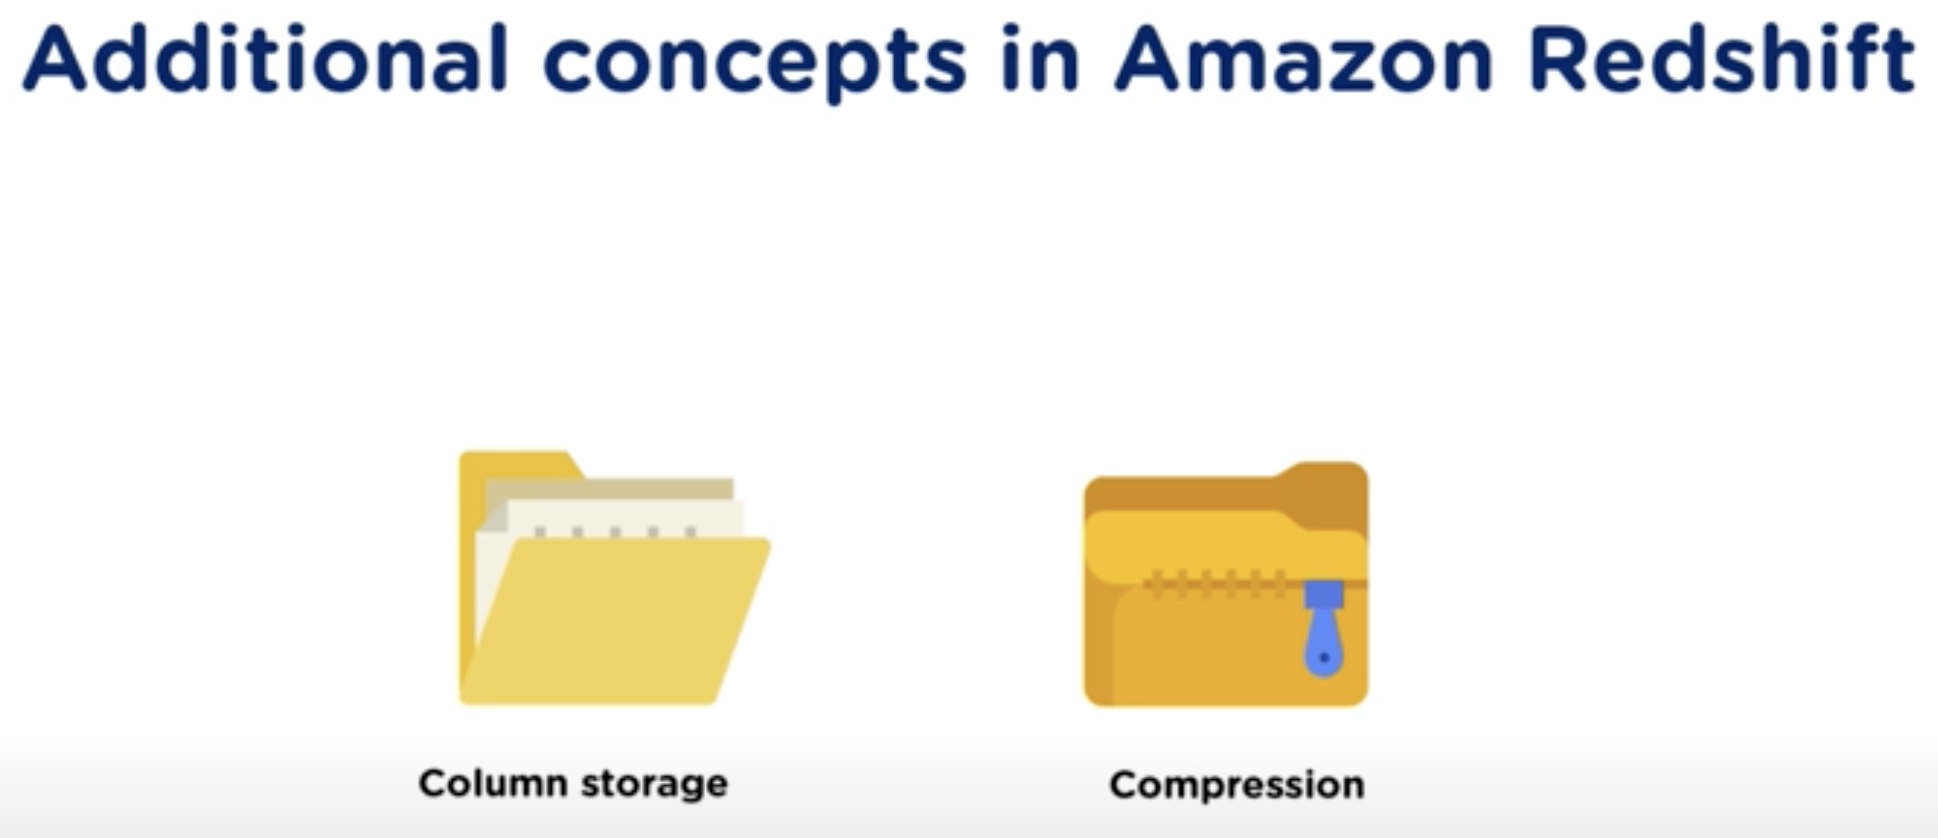 Additional concepts in Amazon Redshift
Column storage
Compression